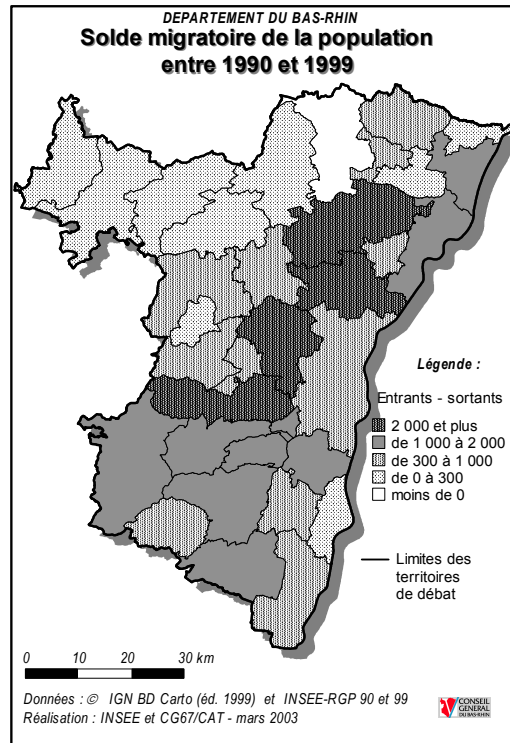 DEPARTEMENT DU BAS-RHIN
Solde migratoire de la population
entre 1990 et 1999
Légende :
Entrants - sortants
2 000 et plus
de 1 000 à 2 000
de 300 à 1 000
de 0 à 300
moins de 0
Limites des
territoires
de débat
0 10 20 30 km
Données : © IGN BD Carto (éd. 1999) et INSEE-RGP 90 et 99
Réalisation : INSEE et CG67/CAT - mars 2003
CONSEIL
GENERAL
DU BAS-RHIN